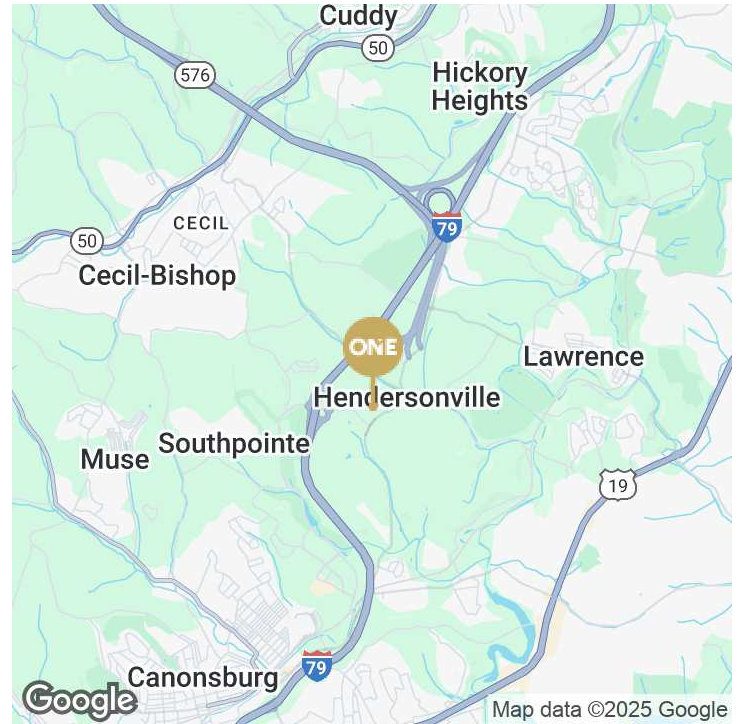 Cuddy
50
576
Hickory
Heights
CECIL
79
50
Cecil-Bishop
ONE
Lawrence
Hendersonville
Southpointe
Muse
19
79
Canonsburg
Google
Map data ©2025 Google